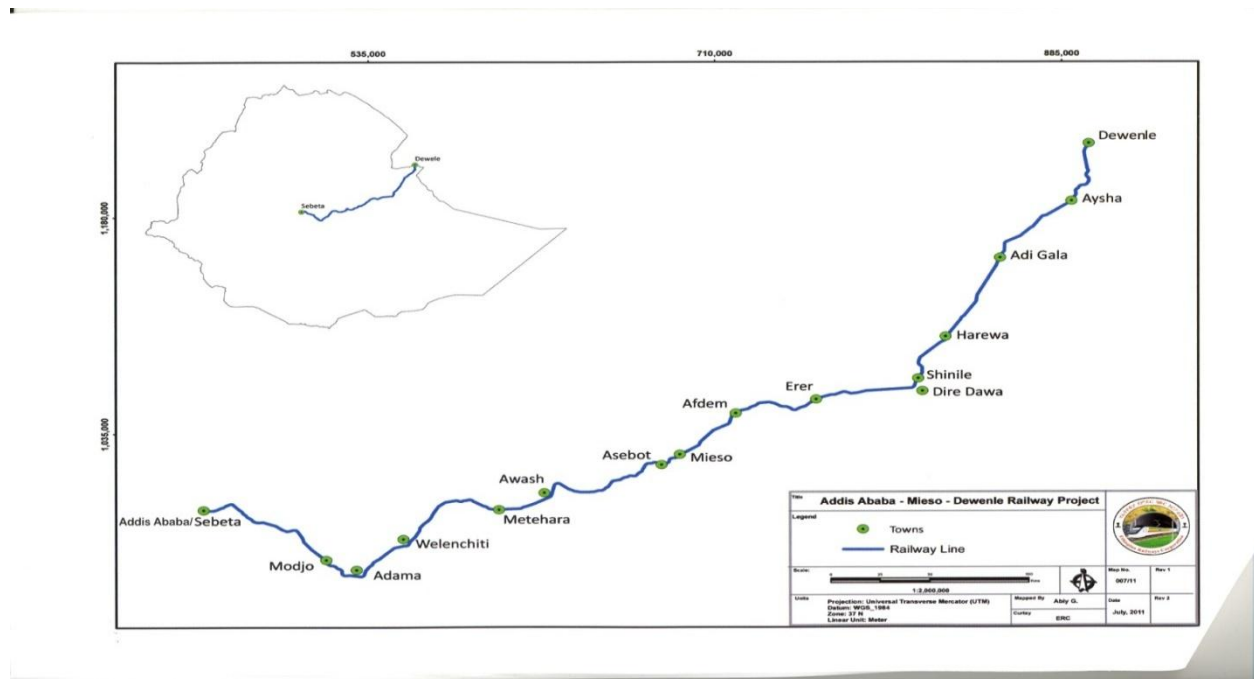 535,000 710,000 885,000
1,180,000
1,035,000
Dewele
Sebeta
Dewenle
Aysha
Adi Gala
Harewa
Shinile
Dire Dawa
Erer
Afdem
Mieso
Asebot
Awash
Metehara
Addis Ababa/Sebeta
Welenchiti
Modjo
Adama
Title
Addis Ababa - Mieso - Dewenle Railway Project
Legend
Towns
Railway Line
Scale:
0
1:2,000,000
Units
Projection: Universal Transverse Mercator (UTM)
Datum: WGS_1984
Zone: 37 N
Linear Unit: Meter
Mapped By Ably G.
ERC
Map No.
007/11
Rev 1
Date
July, 2011
Rev 2